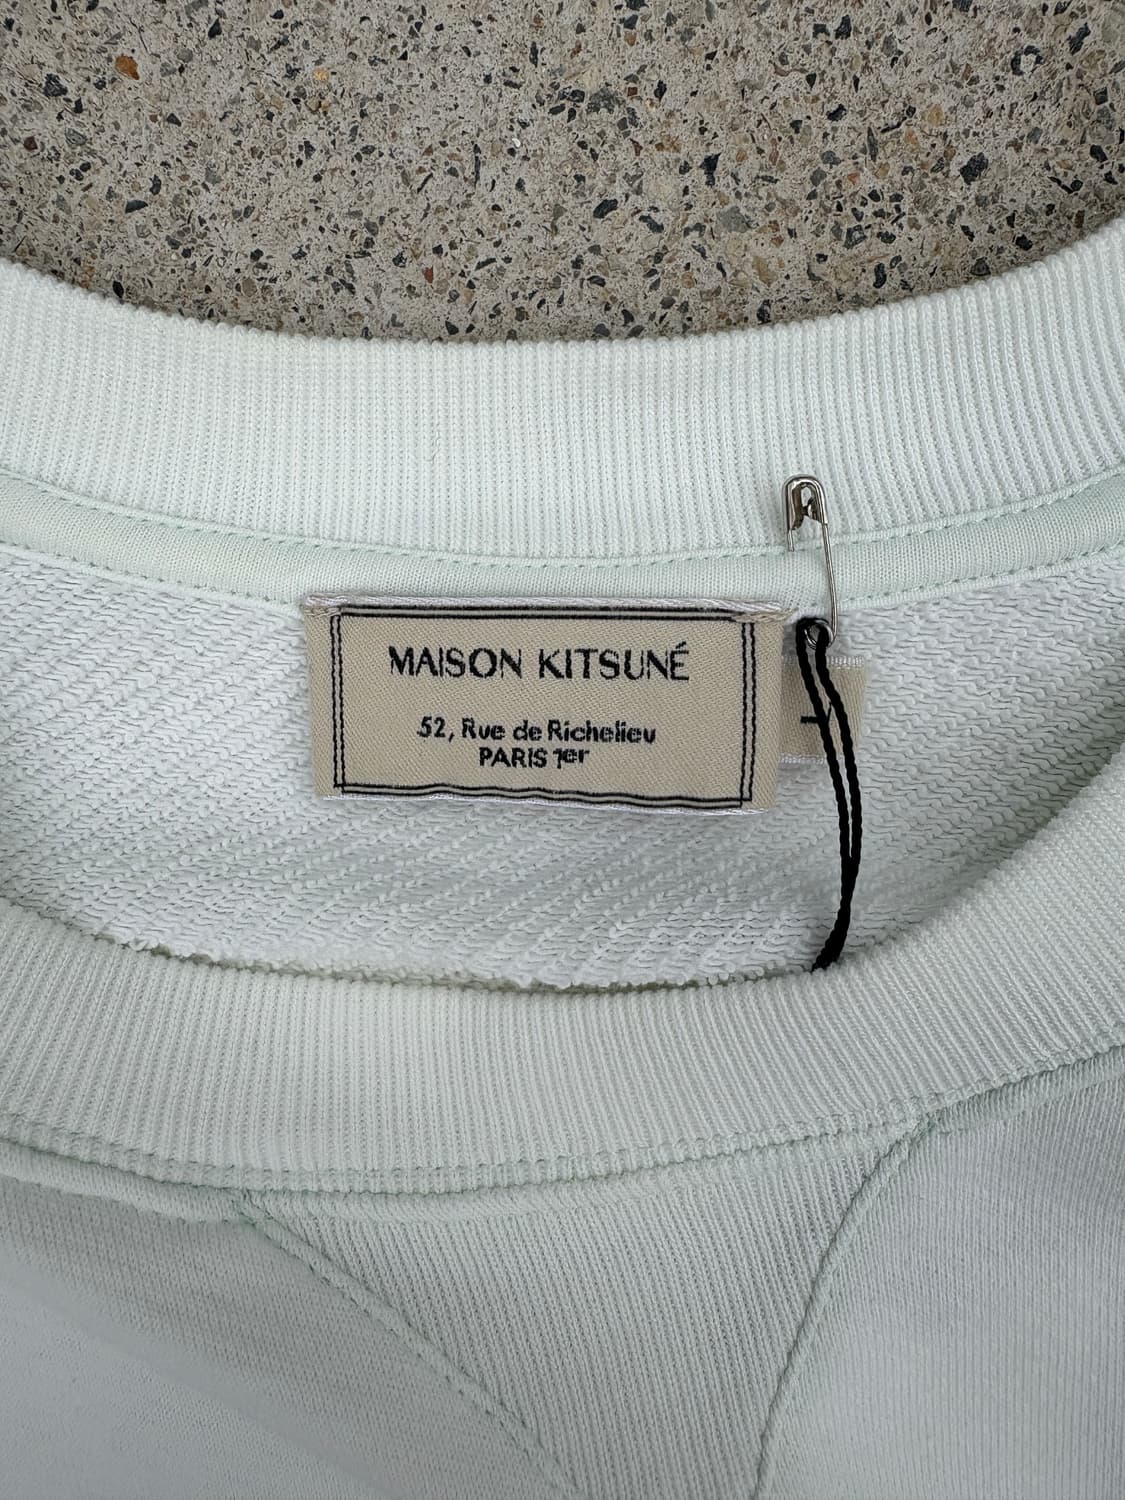 MAISON KITSUNÉ
52, Rue de Richelieu
PARIS 1er